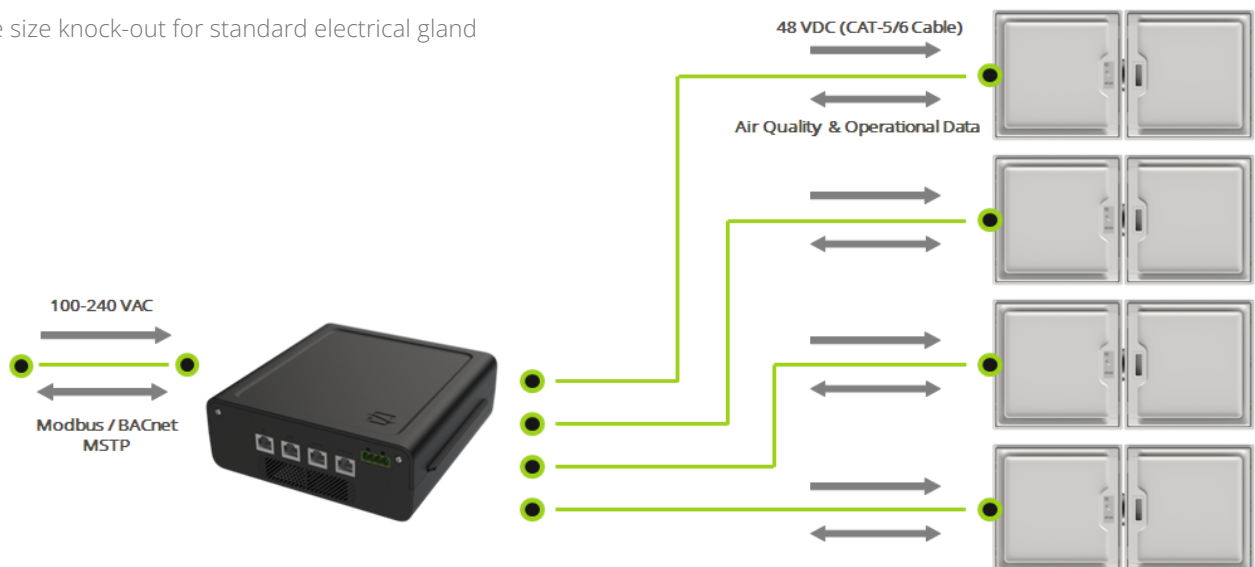 size knock-out for standard electrical gland
48 VDC (CAT-5/6 Cable)
Air Quality & Operational Data
100-240 VAC
Modbus / BACnet
MSTP